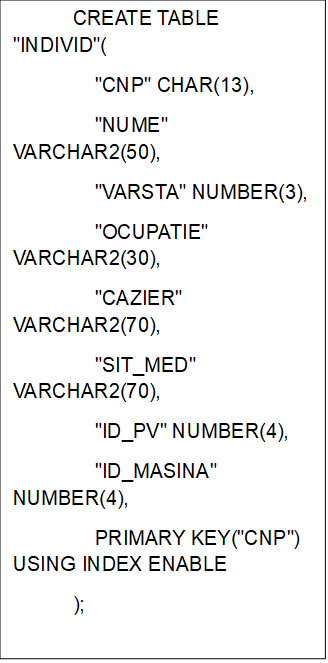 CREATE TABLE
"INDIVID"(
"CNP" CHAR(13),
"NUME"
VARCHAR2(50),
"VARSTA" NUMBER(3),
"OCUPATIE"
VARCHAR2(30),
"CAZIER"
VARCHAR2(70),
"SIT_MED"
VARCHAR2(70),
"ID_PV" NUMBER(4),
"ID_MASINA"
NUMBER(4),
PRIMARY KEY("CNP")
USING INDEX ENABLE
);